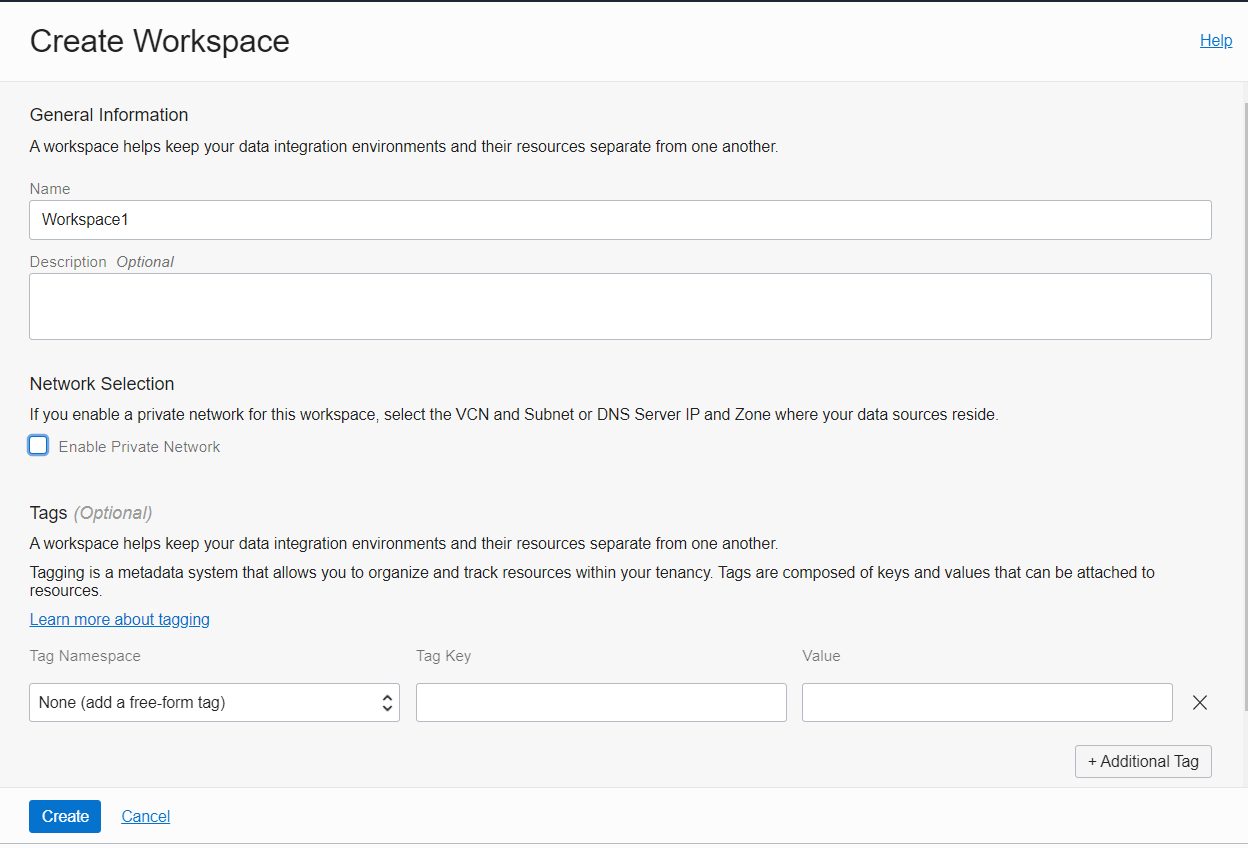 Create Workspace
Help
General Information
A workspace helps keep your data integration environments and their resources separate from one another.
Name
Workspace1
Description Optional
Network Selection
If you enable a private network for this workspace, select the VCN and Subnet or DNS Server IP and Zone where your data sources reside.
Enable Private Network
Tags (Optional)
A workspace helps keep your data integration environments and their resources separate from one another.
Tagging is a metadata system that allows you to organize and track resources within your tenancy. Tags are composed of keys and values that can be attached to
resources.
Learn more about tagging
Tag Namespace Tag Key Value
None (add a free-form tag)
+ Additional Tag
Create Cancel